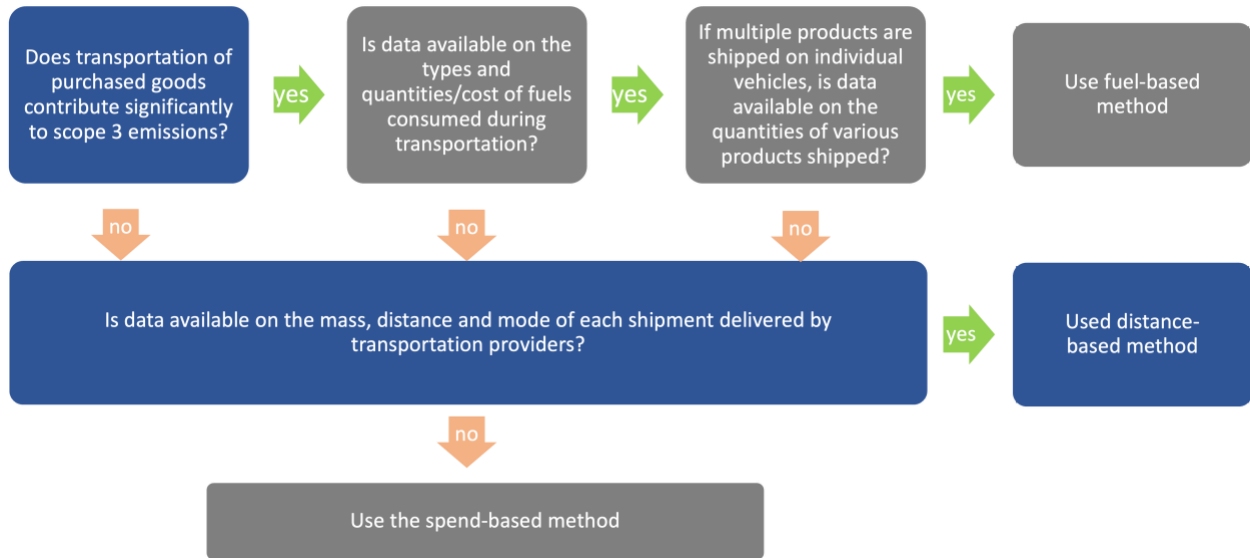 Does transportation of
purchased goods
contribute significantly
to scope 3 emissions?
yes
Is data available on the
types and
quantities/cost of fuels
consumed during
transportation?
yes
If multiple products are
shipped on individual
vehicles, is data
available on the
quantities of various
products shipped?
yes
Use fuel-based
method
no
no
no
Is data available on the mass, distance and mode of each shipment delivered by
transportation providers?
yes
Used distance-
based method
no
Use the spend-based method